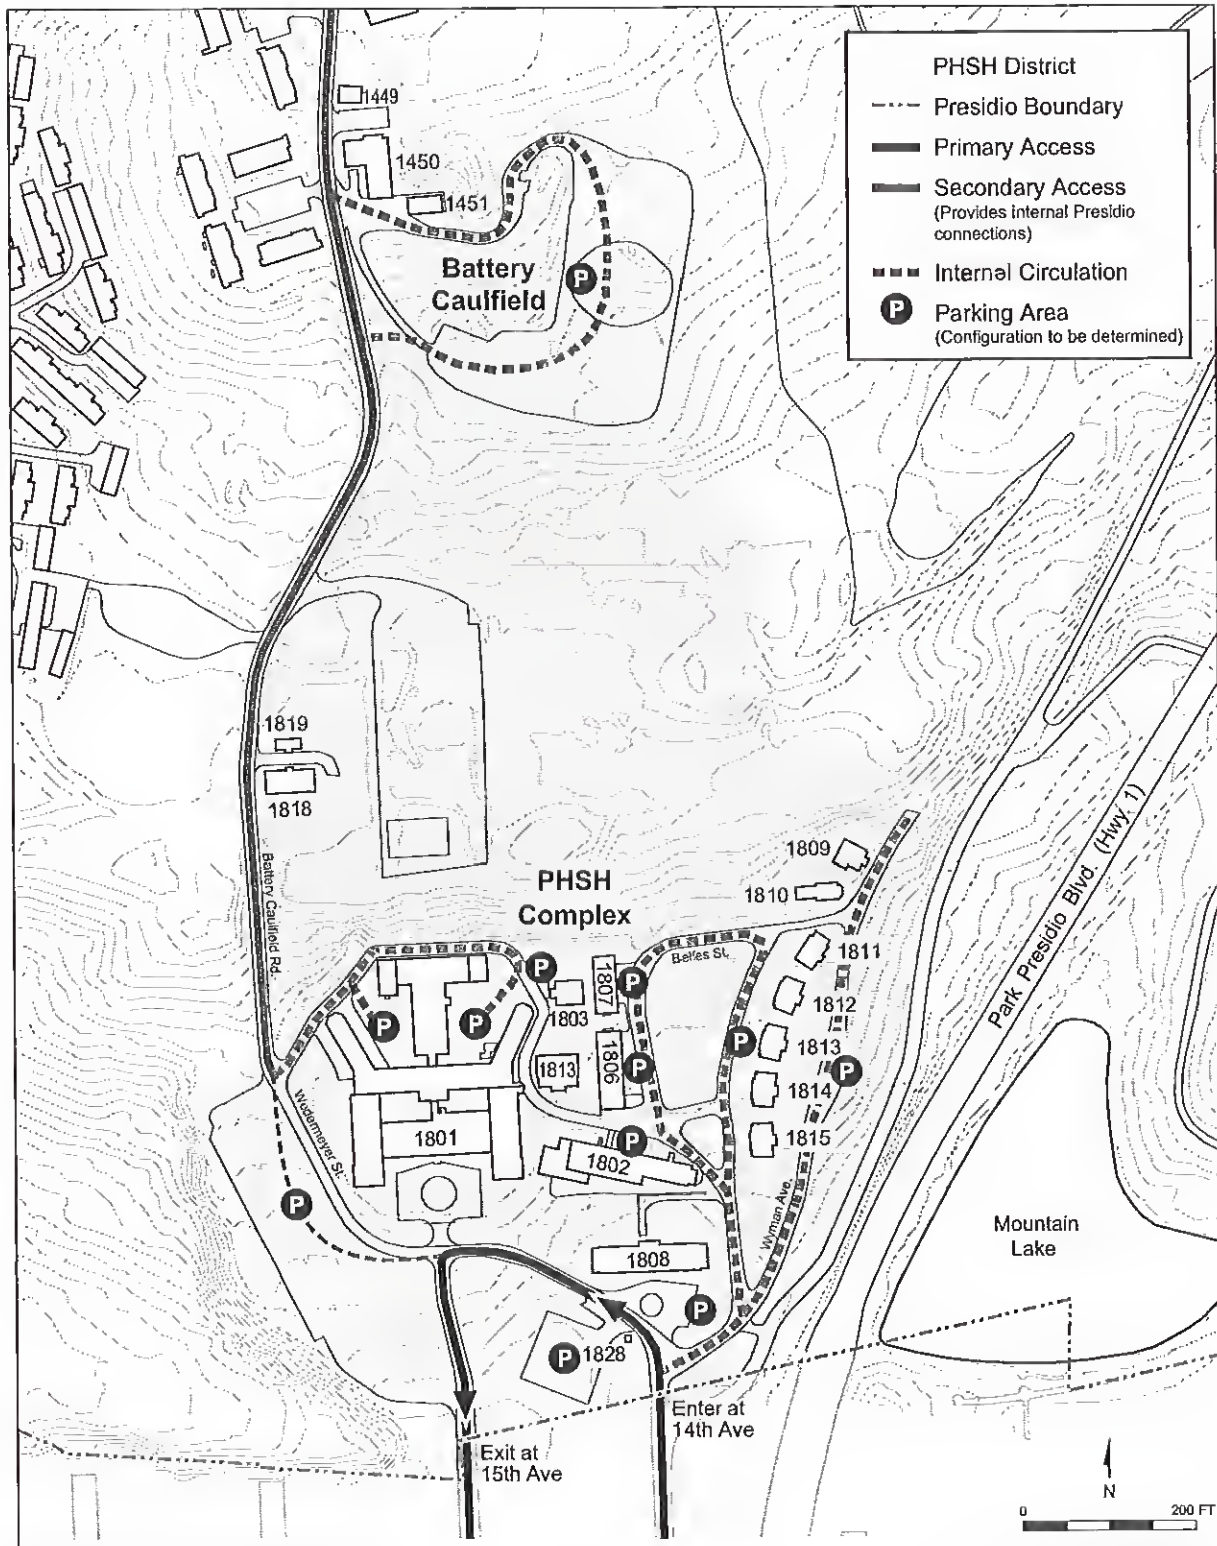 PHSH District
Presidio Boundary
Primary Access
Secondary Access
(Provides internal Presidio
connections)
Internal Circulation
P
Parking Area
(Configuration to be determined)
1449
1450
1451
Battery
Caulfield
P
1819
1818
Battery Caulfield Rd.
PHSH
Complex
1809
1810
1811
1812
1813
1814
1815
Belles St.
P
1807
P
1803
P
P
1813
1806
P
P
P
1801
1802
P
Wedermeyer St.
P
1808
Wyman Ave.
P
P
1828
Park Presidio Blvd. (Hwy. 1)
Mountain
Lake
Enter at
14th Ave
Exit at
15th Ave
N
0 200 FT